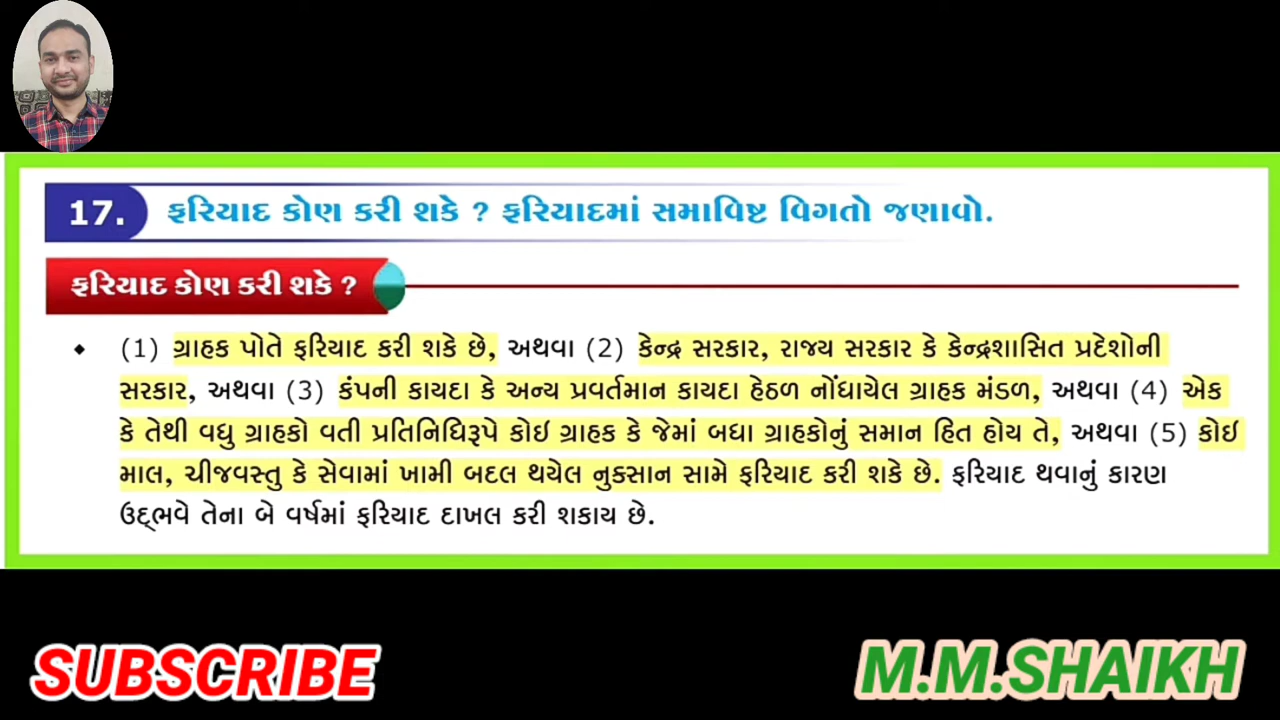 17. ફરિયાદ કોણ કરી શકે ? ફરિયાદમાં સમાવિષ્ટ વિગતો જણાવો.
ફરિયાદ કોણ કરી શકે ?
♦ (1) ગ્રાહક પોતે ફરિયાદ કરી શકે છે, અથવા (2) કેન્દ્ર સરકાર, રાજ્ય સરકાર કે કેન્દ્રશાસિત પ્રદેશોની
સરકાર, અથવા (3) કંપની કાયદા કે અન્ય પ્રવર્તમાન કાયદા હેઠળ નોંધાયેલ ગ્રાહક મંડળ, અથવા (4) એક
કે તેથી વધુ ગ્રાહકો વતી પ્રતિનિધિરૂપે કોઇ ગ્રાહક કે જેમાં બધા ગ્રાહકોનું સમાન હિત હોય તે, અથવા (5) કોઇ
માલ, ચીજવસ્તુ કે સેવામાં ખામી બદલ થયેલ નુક્સાન સામે ફરિયાદ કરી શકે છે. ફરિયાદ થવાનું કારણ
ઉદ્‌ભવે તેના બે વર્ષમાં ફરિયાદ દાખલ કરી શકાય છે.
SUBSCRIBE
M.M.SHAIKH